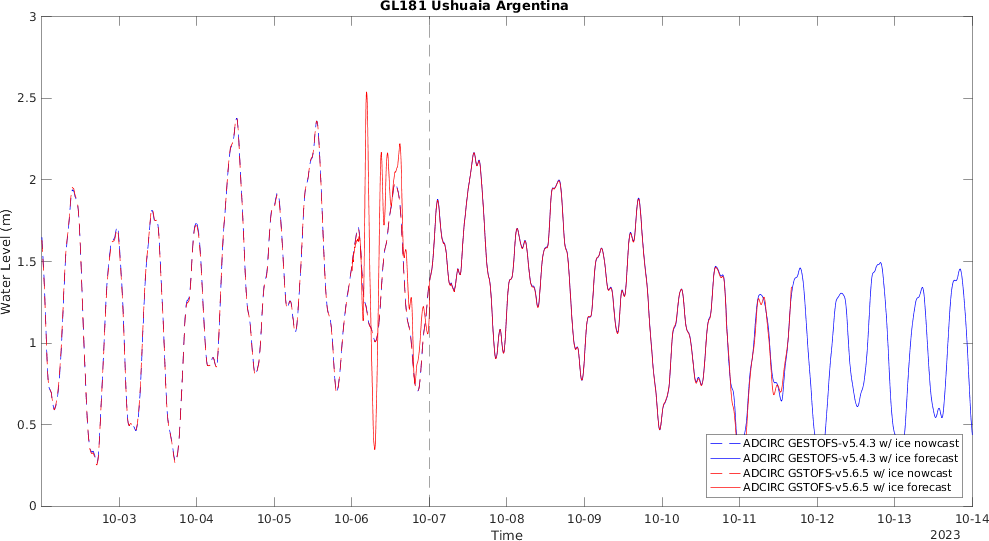 GL181 Ushuaia Argentina
3
2.5
2
1.5
1
0.5
0
Water Level (m)
10-03 10-04 10-05 10-06 10-07 10-08 10-09 10-10 10-11 10-12 10-13 10-14
Time
2023
ADCIRC GESTOFS-v5.4.3 w/ ice nowcast
ADCIRC GESTOFS-v5.4.3 w/ ice forecast
ADCIRC GSTOFS-v5.6.5 w/ ice nowcast
ADCIRC GSTOFS-v5.6.5 w/ ice forecast